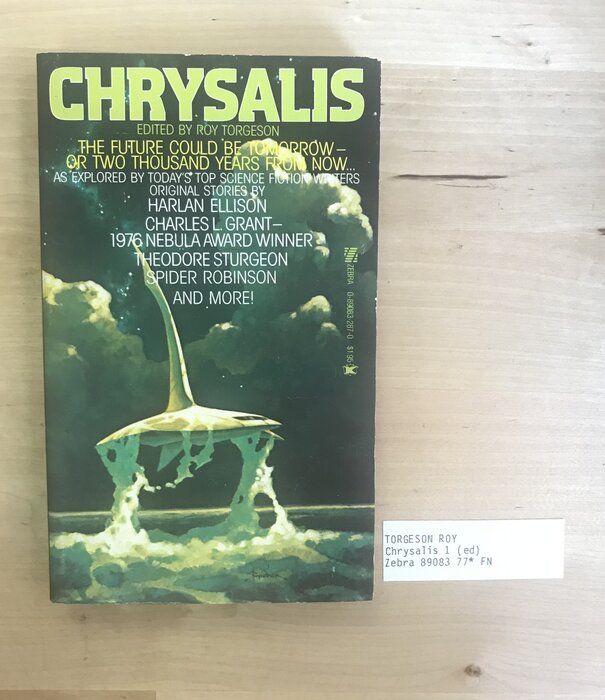 CHRYSALIS
EDITED BY ROY TORGESON
THE FUTURE COULD BE TOMORROW—
OR TWO THOUSAND YEARS FROM NOW...
AS EXPLORED BY TODAY'S TOP SCIENCE FICTION WRITERS
ORIGINAL STORIES BY
HARLAN ELLISON
CHARLES L. GRANT—
1976 NEBULA AWARD WINNER
THEODORE STURGEON
SPIDER ROBINSON
AND MORE!
ZEBRA 0-89083-287-0 $1.95
TORGESON ROY
Chrysalis 1 (ed)
Zebra 89083 77* FN